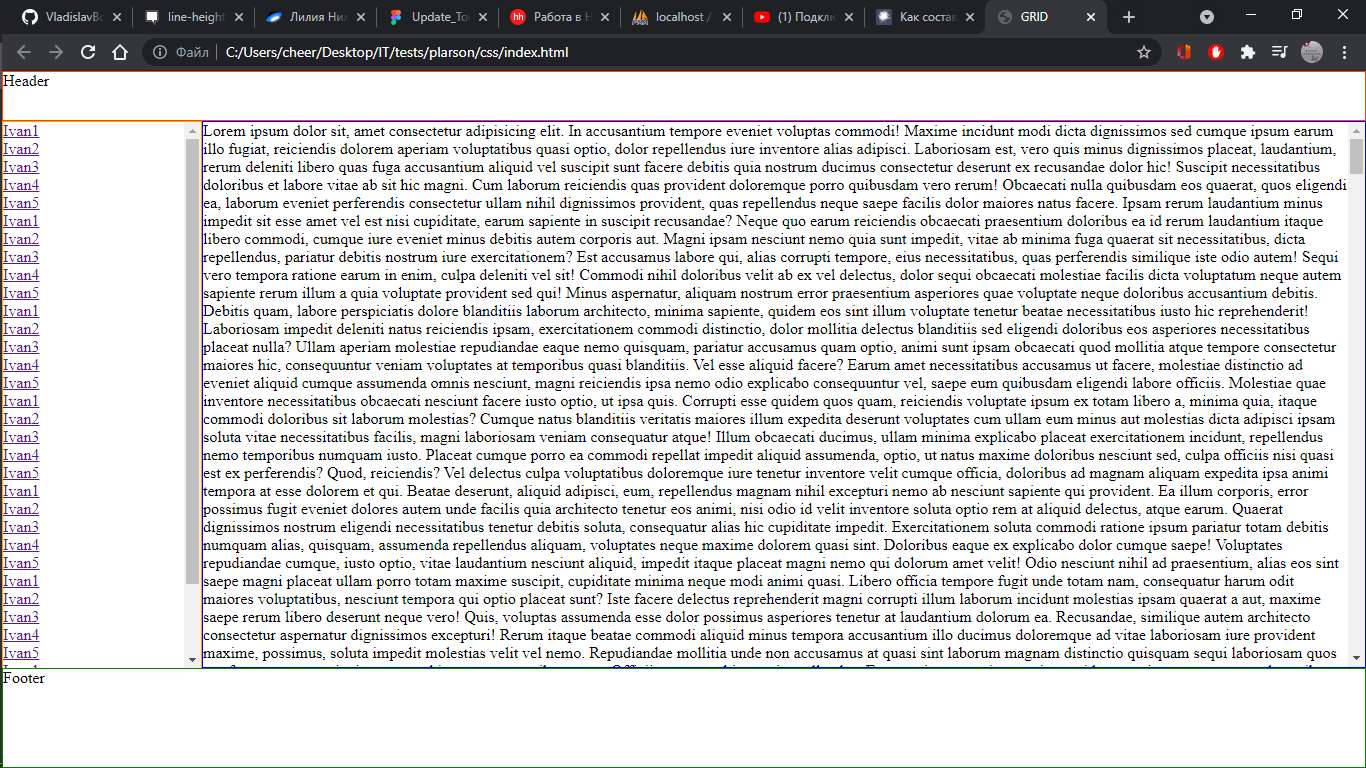 VladislavBo
line-height
Лилия Нил
Update_To
Работа в Н
localhost /
(1) Подклю
Как состав
GRID
Файл
C:/Users/cheer/Desktop/IT/tests/plarson/css/index.html
Header
Ivan1
Ivan2
Ivan3
Ivan4
Ivan5
Ivan1
Ivan2
Ivan3
Ivan4
Ivan5
Ivan1
Ivan2
Ivan3
Ivan4
Ivan5
Ivan1
Ivan2
Ivan3
Ivan4
Ivan5
Ivan1
Ivan2
Ivan3
Ivan4
Ivan5
Ivan1
Ivan2
Ivan3
Ivan4
Ivan5
Lorem ipsum dolor sit, amet consectetur adipisicing elit. In accusantium tempore eveniet voluptas commodi! Maxime incidunt modi dicta dignissimos sed cumque ipsum earum
illo fugiat, reiciendis dolorem aperiam voluptatibus quasi optio, dolor repellendus iure inventore alias adipisci. Laboriosam est, vero quis minus dignissimos placeat, laudantium,
rerum deleniti libero quas fuga accusantium aliquid vel suscipit sunt facere debitis quia nostrum ducimus consectetur deserunt ex recusandae dolor hic! Suscipit necessitatibus
doloribus et labore vitae ab sit hic magni. Cum laborum reiciendis quas provident doloremque porro quibusdam vero rerum! Obcaecati nulla quibusdam eos quaerat, quos eligendi
ea, laborum eveniet perferendis consectetur ullam nihil dignissimos provident, quas repellendus neque saepe facilis dolor maiores natus facere. Ipsam rerum laudantium minus
impedit sit esse amet vel est nisi cupiditate, earum sapiente in suscipit recusandae? Neque quo earum reiciendis obcaecati praesentium doloribus ea id rerum laudantium itaque
libero commodi, cumque iure eveniet minus debitis autem corporis aut. Magni ipsam nesciunt nemo quia sunt impedit, vitae ab minima fuga quaerat sit necessitatibus, dicta
repellendus, pariatur debitis nostrum iure exercitationem? Est accusamus labore qui, alias corrupti tempore, eius necessitatibus, quas perferendis similique iste odio autem! Sequi
vero tempora ratione earum in enim, culpa deleniti vel sit! Commodi nihil doloribus velit ab ex vel delectus, dolor sequi obcaecati molestiae facilis dicta voluptatum neque autem
sapiente rerum illum a quia voluptate provident sed qui! Minus aspernatur, aliquam nostrum error praesentium asperiores quae voluptate neque doloribus accusantium debitis.
Debitis quam, labore perspiciatis dolore blanditiis laborum architecto, minima sapiente, quidem eos sint illum voluptate tenetur beatae necessitatibus iusto hic reprehenderit!
Laboriosam impedit deleniti natus reiciendis ipsam, exercitationem commodi distinctio, dolor mollitia delectus blanditiis sed eligendi doloribus eos asperiores necessitatibus
placeat nulla? Ullam aperiam molestiae repudiandae eaque nemo quisquam, pariatur accusamus quam optio, animi sunt ipsam obcaecati quod mollitia atque tempore consectetur
maiores hic, consequuntur veniam voluptates at temporibus quasi blanditiis. Vel esse aliquid facere? Earum amet necessitatibus accusamus ut facere, molestiae distinctio ad
eveniet aliquid cumque assumenda omnis nesciunt, magni reiciendis ipsa nemo odio explicabo consequuntur vel, saepe eum quibusdam eligendi labore officiis. Molestiae quae
inventore necessitatibus obcaecati nesciunt facere iusto optio, ut ipsa quis. Corrupti esse quidem quos quam, reiciendis voluptate ipsum ex totam libero a, minima quia, itaque
commodi doloribus sit laborum molestias? Cumque natus blanditiis veritatis maiores illum expedita deserunt voluptates cum ullam eum minus aut molestias dicta adipisci ipsam
soluta vitae necessitatibus facilis, magni laboriosam veniam consequatur atque! Illum obcaecati ducimus, ullam minima explicabo placeat exercitationem incidunt, repellendus
nemo temporibus numquam iusto. Placeat cumque porro ea commodi repellat impedit aliquid assumenda, optio, ut natus maxime doloribus nesciunt sed, culpa officiis nisi quasi
est ex perferendis? Quod, reiciendis? Vel delectus culpa voluptatibus doloremque iure tenetur inventore velit cumque officia, doloribus ad magnam aliquam expedita ipsa animi
tempora at esse dolorem et qui. Beatae deserunt, aliquid adipisci, eum, repellendus magnam nihil excepturi nemo ab nesciunt sapiente qui provident. Ea illum corporis, error
possimus fugit eveniet dolores autem unde facilis quia architecto tenetur eos animi, nisi odio id velit inventore soluta optio rem at aliquid delectus, atque earum. Quaerat
dignissimos nostrum eligendi necessitatibus tenetur debitis soluta, consequatur alias hic cupiditate impedit. Exercitationem soluta commodi ratione ipsum pariatur totam debitis
numquam alias, quisquam, assumenda repellendus aliquam, voluptates neque maxime dolorem quasi sint. Doloribus eaque ex explicabo dolor cumque saepe! Voluptates
repudiandae cumque, iusto optio, vitae laudantium nesciunt aliquid, impedit itaque placeat magni nemo qui dolorum amet velit! Odio nesciunt nihil ad praesentium, alias eos sint
saepe magni placeat ullam porro totam maxime suscipit, cupiditate minima neque modi animi quasi. Libero officia tempore fugit unde totam nam, consequatur harum odit
maiores voluptatibus, nesciunt tempora qui optio placeat sunt? Iste facere delectus reprehenderit magni corrupti illum laborum incidunt molestias ipsam quaerat a aut, maxime
saepe rerum libero deserunt neque vero! Quis, voluptas assumenda esse dolor possimus asperiores tenetur at laudantium dolorum ea. Recusandae, similique autem architecto
consectetur aspernatur dignissimos excepturi! Rerum itaque beatae commodi aliquid minus tempora accusantium illo ducimus doloremque ad vitae laboriosam iure provident
maxime, possimus, soluta impedit molestias velit vel nemo. Repudiandae mollitia unde non accusamus at quasi sint laborum magnam distinctio quisquam sequi laboriosam quos
Footer